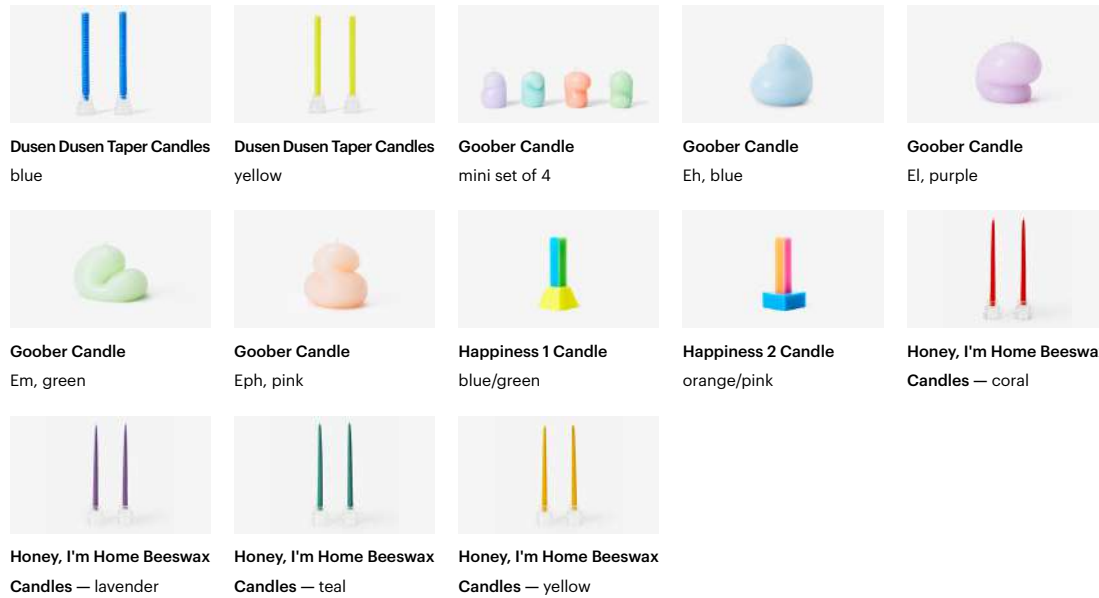 Dusen Dusen Taper Candles
blue
Dusen Dusen Taper Candles
yellow
Goober Candle
mini set of 4
Goober Candle
Eh, blue
Goober Candle
El, purple
Goober Candle
Em, green
Goober Candle
Eph, pink
Happiness 1 Candle
blue/green
Happiness 2 Candle
orange/pink
Honey, I'm Home Beeswa
Candles — coral
Honey, I'm Home Beeswax
Candles — lavender
Honey, I'm Home Beeswax
Candles — teal
Honey, I'm Home Beeswax
Candles — yellow